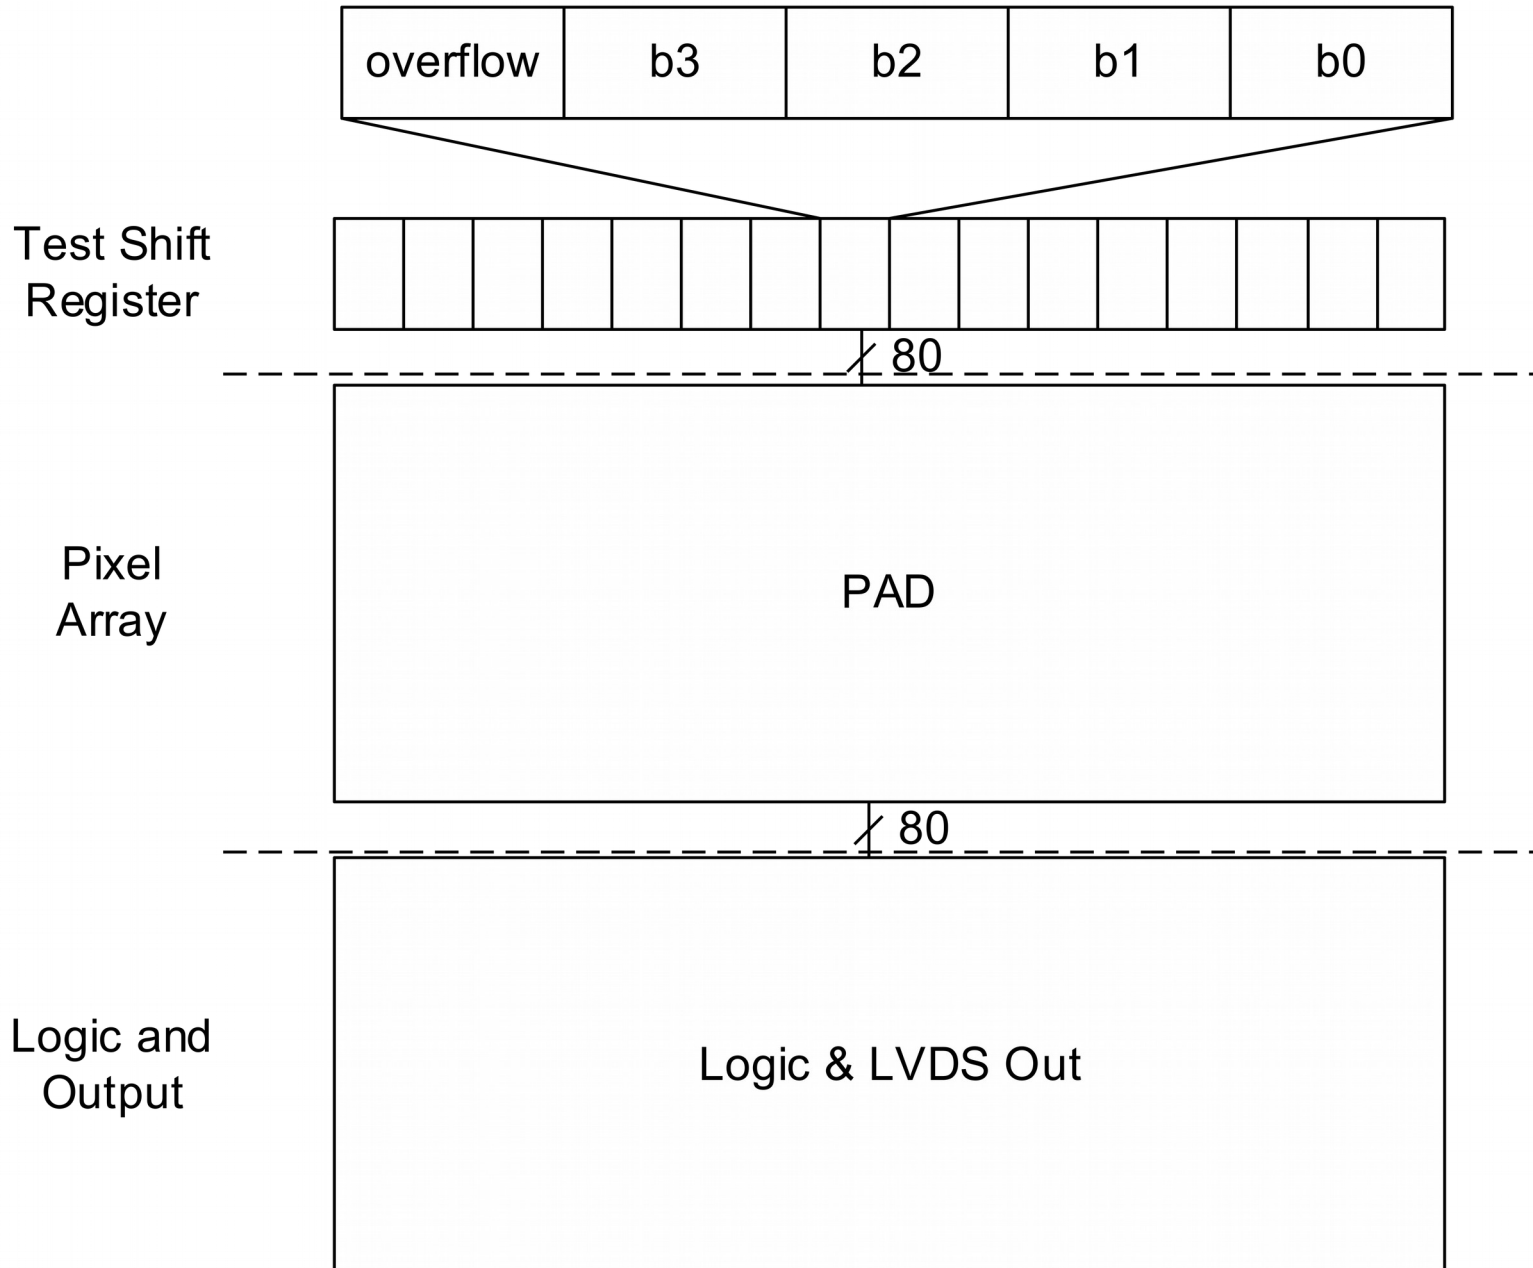 overflow b3 b2 b1 b0
Test Shift
Register
80
Pixel
Array
PAD
80
Logic and
Output
Logic & LVDS Out